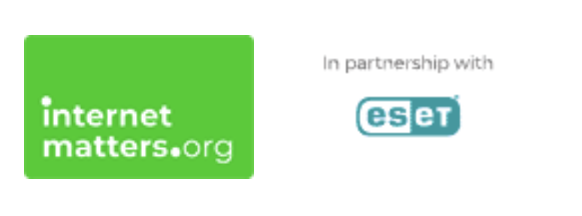 internet
matters.org
In partnership with
eset